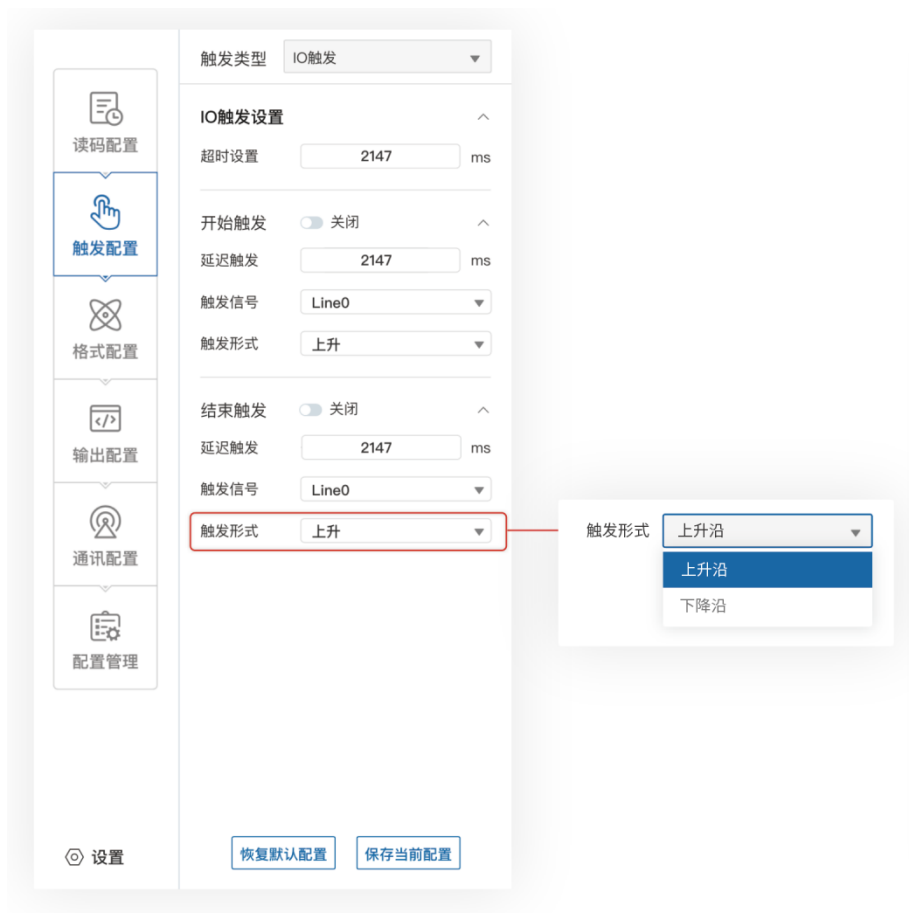 触发类型 IO触发
读码配置
触发配置
格式配置
输出配置
通讯配置
配置管理
设置
IO触发设置
超时设置 2147 ms
开始触发 关闭
延迟触发 2147 ms
触发信号 Line0
触发形式 上升
结束触发 关闭
延迟触发 2147 ms
触发信号 Line0
触发形式 上升
恢复默认配置 保存当前配置
触发形式 上升沿
上升沿
下降沿